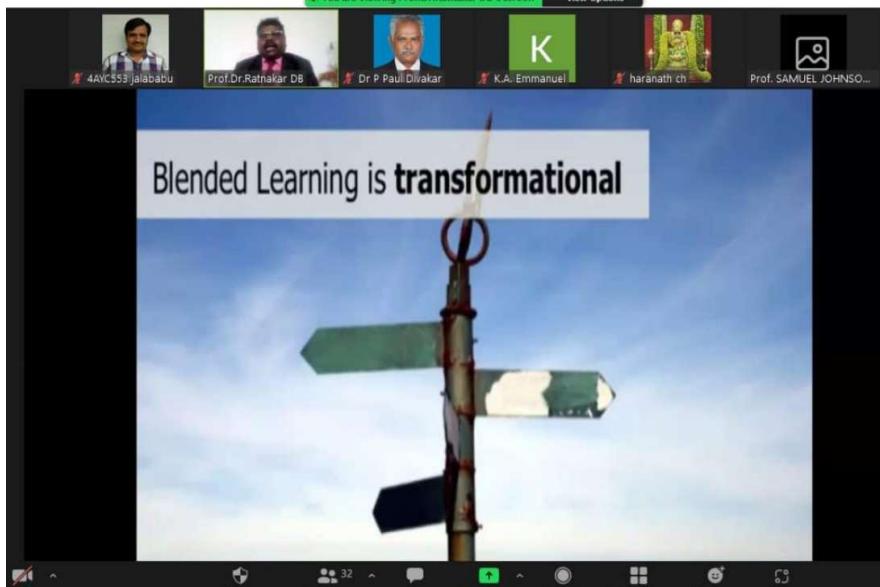 4AYC553 jalababu
Prof.Dr.Ratnakar DB
Dr P Paul Divakar
K
K.A. Emmanuel
haranath ch
Prof. SAMUEL JOHNSO...
Blended Learning is transformational
32